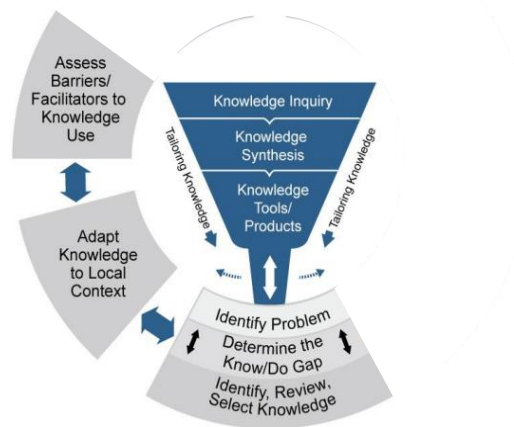 Assess
Barriers/
Facilitators to
Knowledge
Use
Adapt
Knowledge
to Local
Context
Knowledge Inquiry
Knowledge
Synthesis
Knowledge
Tools/
Products
Tailoring Knowledge
Tailoring Knowledge
Identify Problem
Determine the
Know/Do Gap
Identify, Review,
Select Knowledge